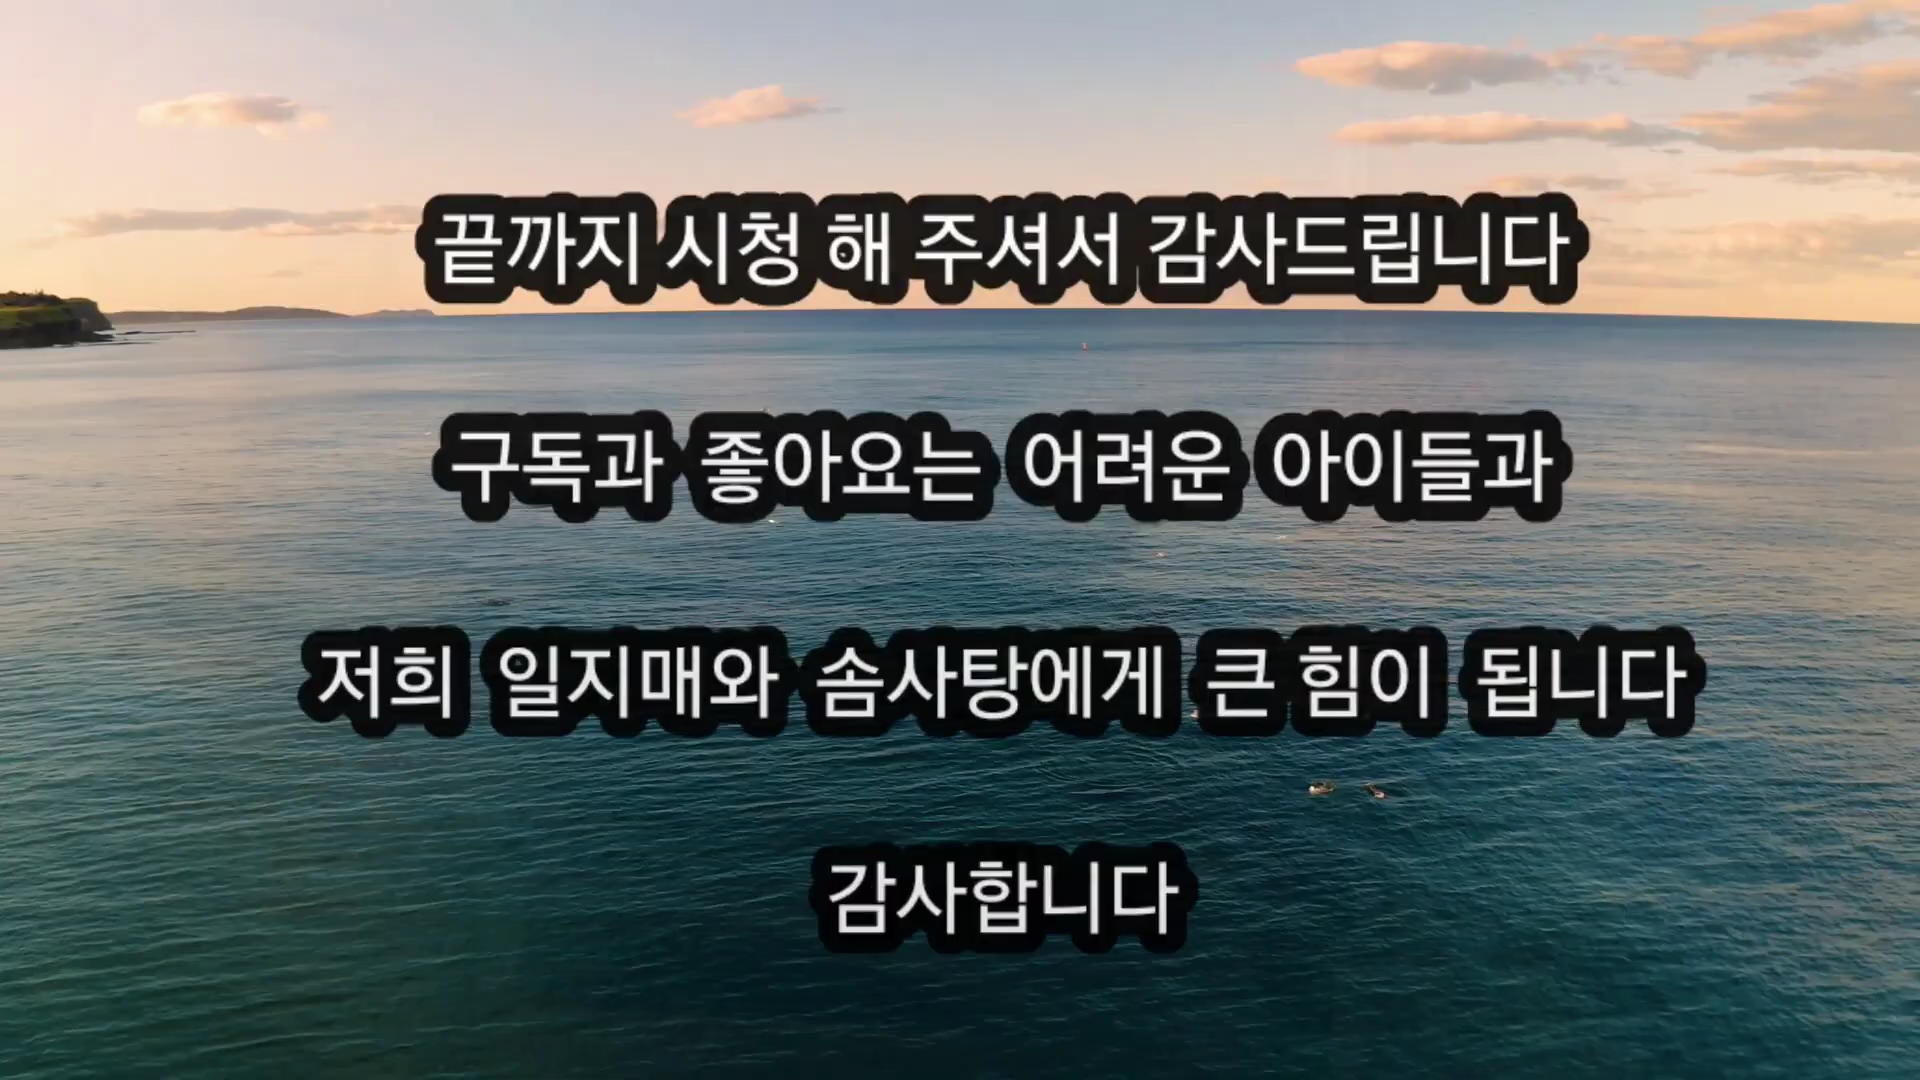 끝까지 시청 해 주셔서 감사드립니다
구독과 좋아요는 어려운 아이들과
저희 일지매와 솜사탕에게 큰 힘이 됩니다
감사합니다